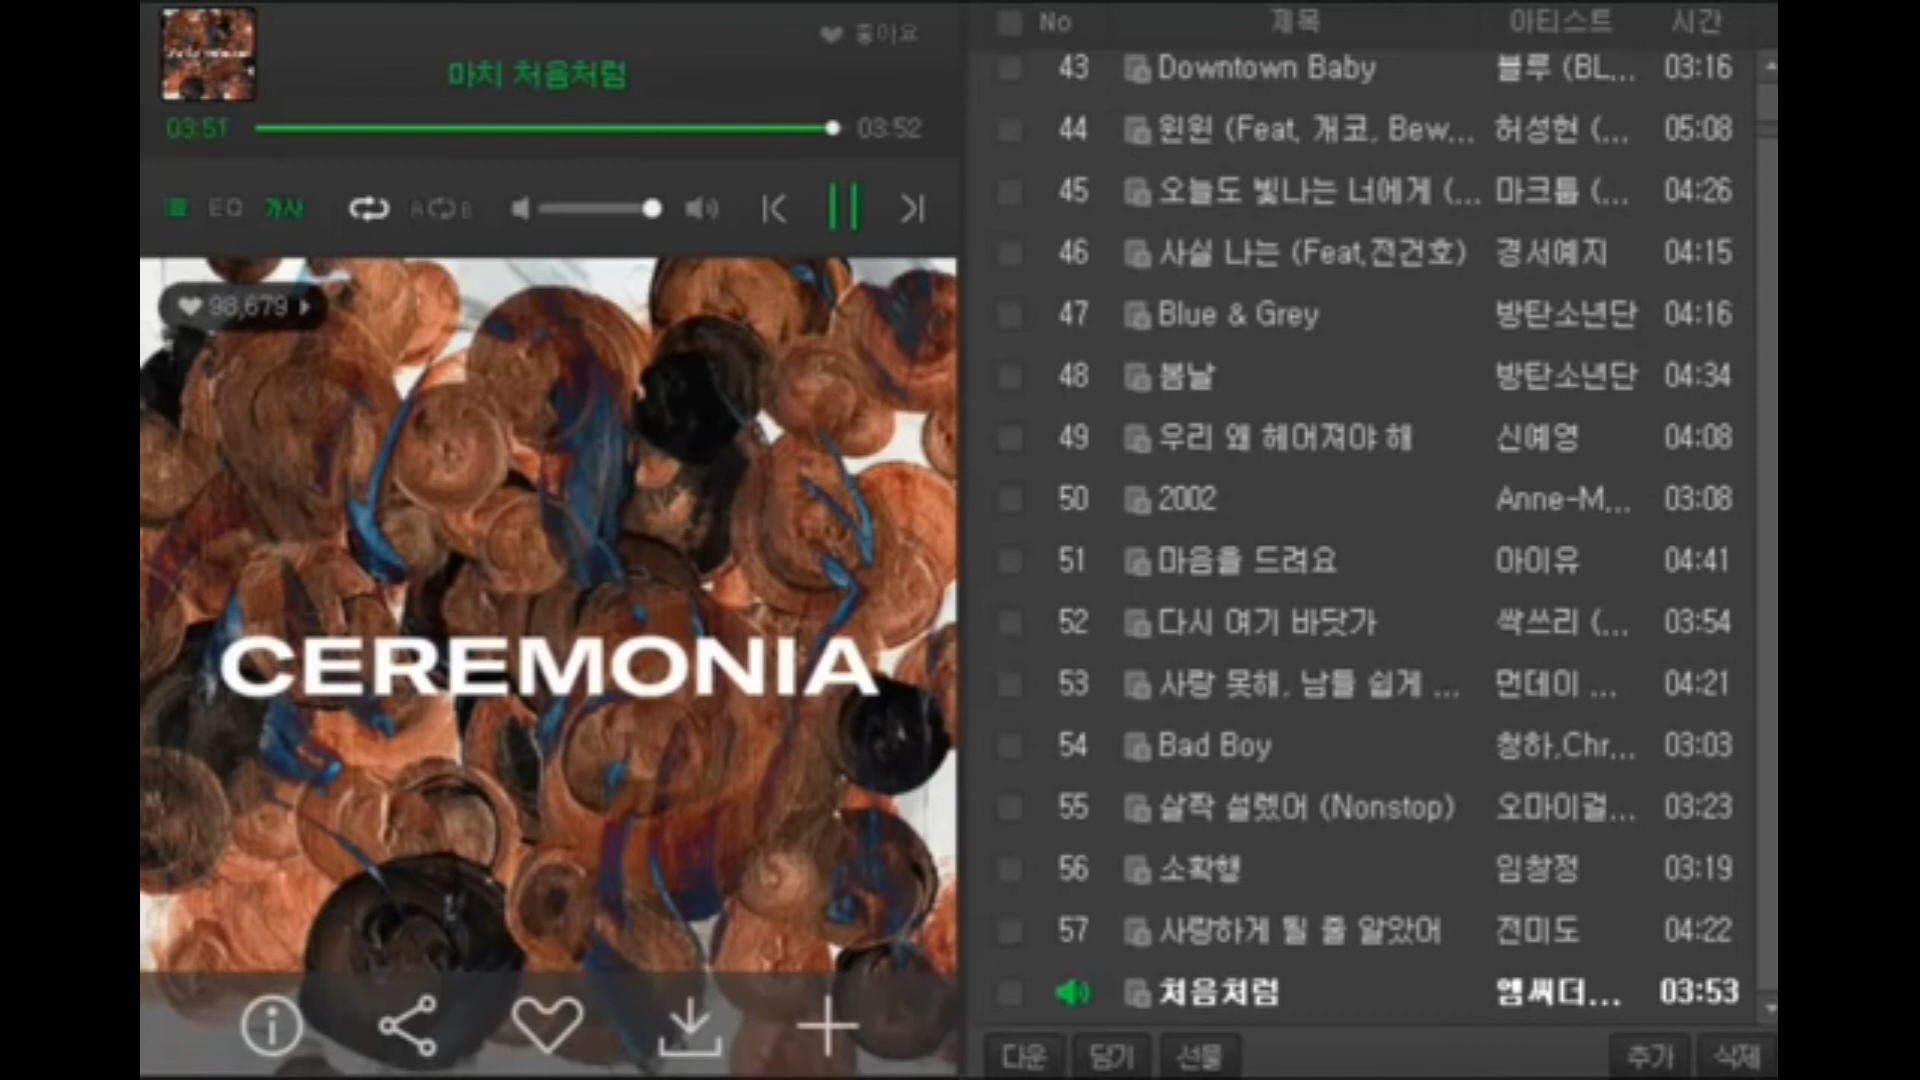 좋아요
마치 처음처럼
03:51 03:52
EQ 가사 A B
98,679
CEREMONIA
No 제목 아티스트 시간
43 Downtown Baby 블루 (BL... 03:16
44 윈윈 (Feat. 개코, Bew... 허성현 (... 05:08
45 오늘도 빛나는 너에게 (... 마크툽 (... 04:26
46 사실 나는 (Feat.전건호) 경서예지 04:15
47 Blue & Grey 방탄소년단 04:16
48 봄날 방탄소년단 04:34
49 우리 왜 헤어져야 해 신예영 04:08
50 2002 Anne-M... 03:08
51 마음을 드려요 아이유 04:41
52 다시 여기 바닷가 싹쓰리 (... 03:54
53 사랑 못해, 남들 쉽게 ... 먼데이 ... 04:21
54 Bad Boy 청하,Chr... 03:03
55 살짝 설렜어 (Nonstop) 오마이걸... 03:23
56 소확행 임창정 03:19
57 사랑하게 될 줄 알았어 전미도 04:22
처음처럼 엠씨더... 03:53
다운 담기 선물 추가 삭제